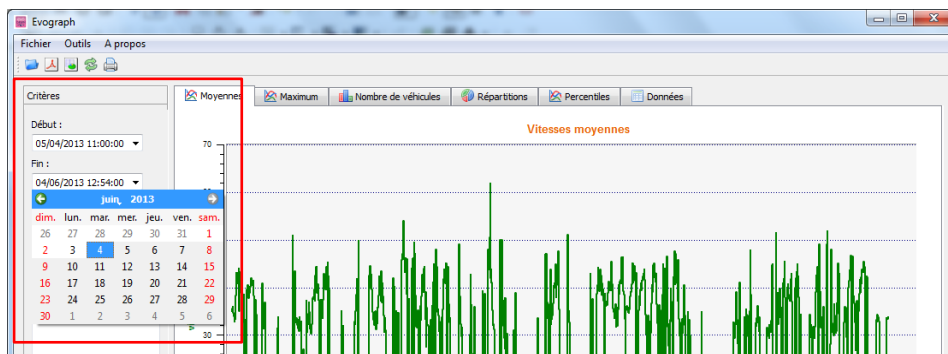 Evograph
Fichier Outils A propos
Critères
Moyennes Maximum Nombre de véhicules Répartitions Percentiles Données
Début :
05/04/2013 11:00:00
Fin :
04/06/2013 12:54:00
juin, 2013
dim. lun. mar. mer. jeu. ven. sam.
26 27 28 29 30 31 1
2 3 4 5 6 7 8
9 10 11 12 13 14 15
16 17 18 19 20 21 22
23 24 25 26 27 28 29
30 1 2 3 4 5 6
Vitesses moyennes
70
30